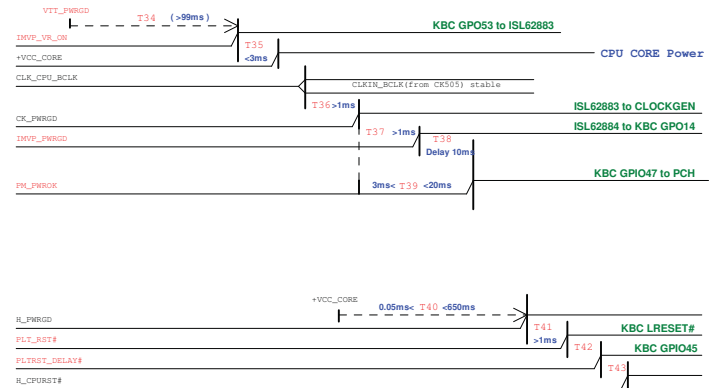 VTT_PWRGD
T34 ( >99ms )
KBC GPO53 to ISL62883
IMVP_VR_ON
T35
<3ms
+VCC_CORE
CPU CORE Power
CLK_CPU_BCLK
CLKIN_BCLK(from CK505) stable
T36 >1ms
ISL62883 to CLOCKGEN
CK_PWRGD
T37 >1ms
ISL62884 to KBC GPO14
IMVP_PWRGD
T38
Delay 10ms
KBC GPIO47 to PCH
PM_PWROK
3ms< T39 <20ms
+VCC_CORE
0.05ms< T40 <650ms
H_PWRGD
T41
>1ms
KBC LRESET#
PLT_RST#
T42
KBC GPIO45
PLTRST_DELAY#
T43
H_CPURST#